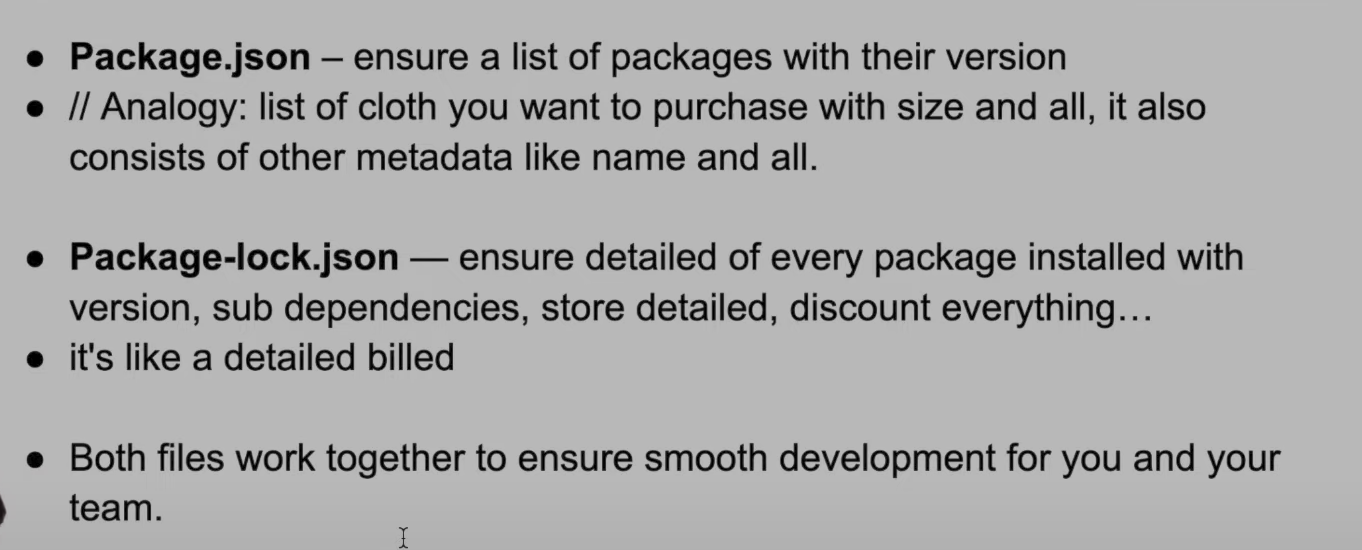 ● Package.json – ensure a list of packages with their version
● // Analogy: list of cloth you want to purchase with size and all, it also
consists of other metadata like name and all.
● Package-lock.json — ensure detailed of every package installed with
version, sub dependencies, store detailed, discount everything…
● it's like a detailed billed
● Both files work together to ensure smooth development for you and your
team.